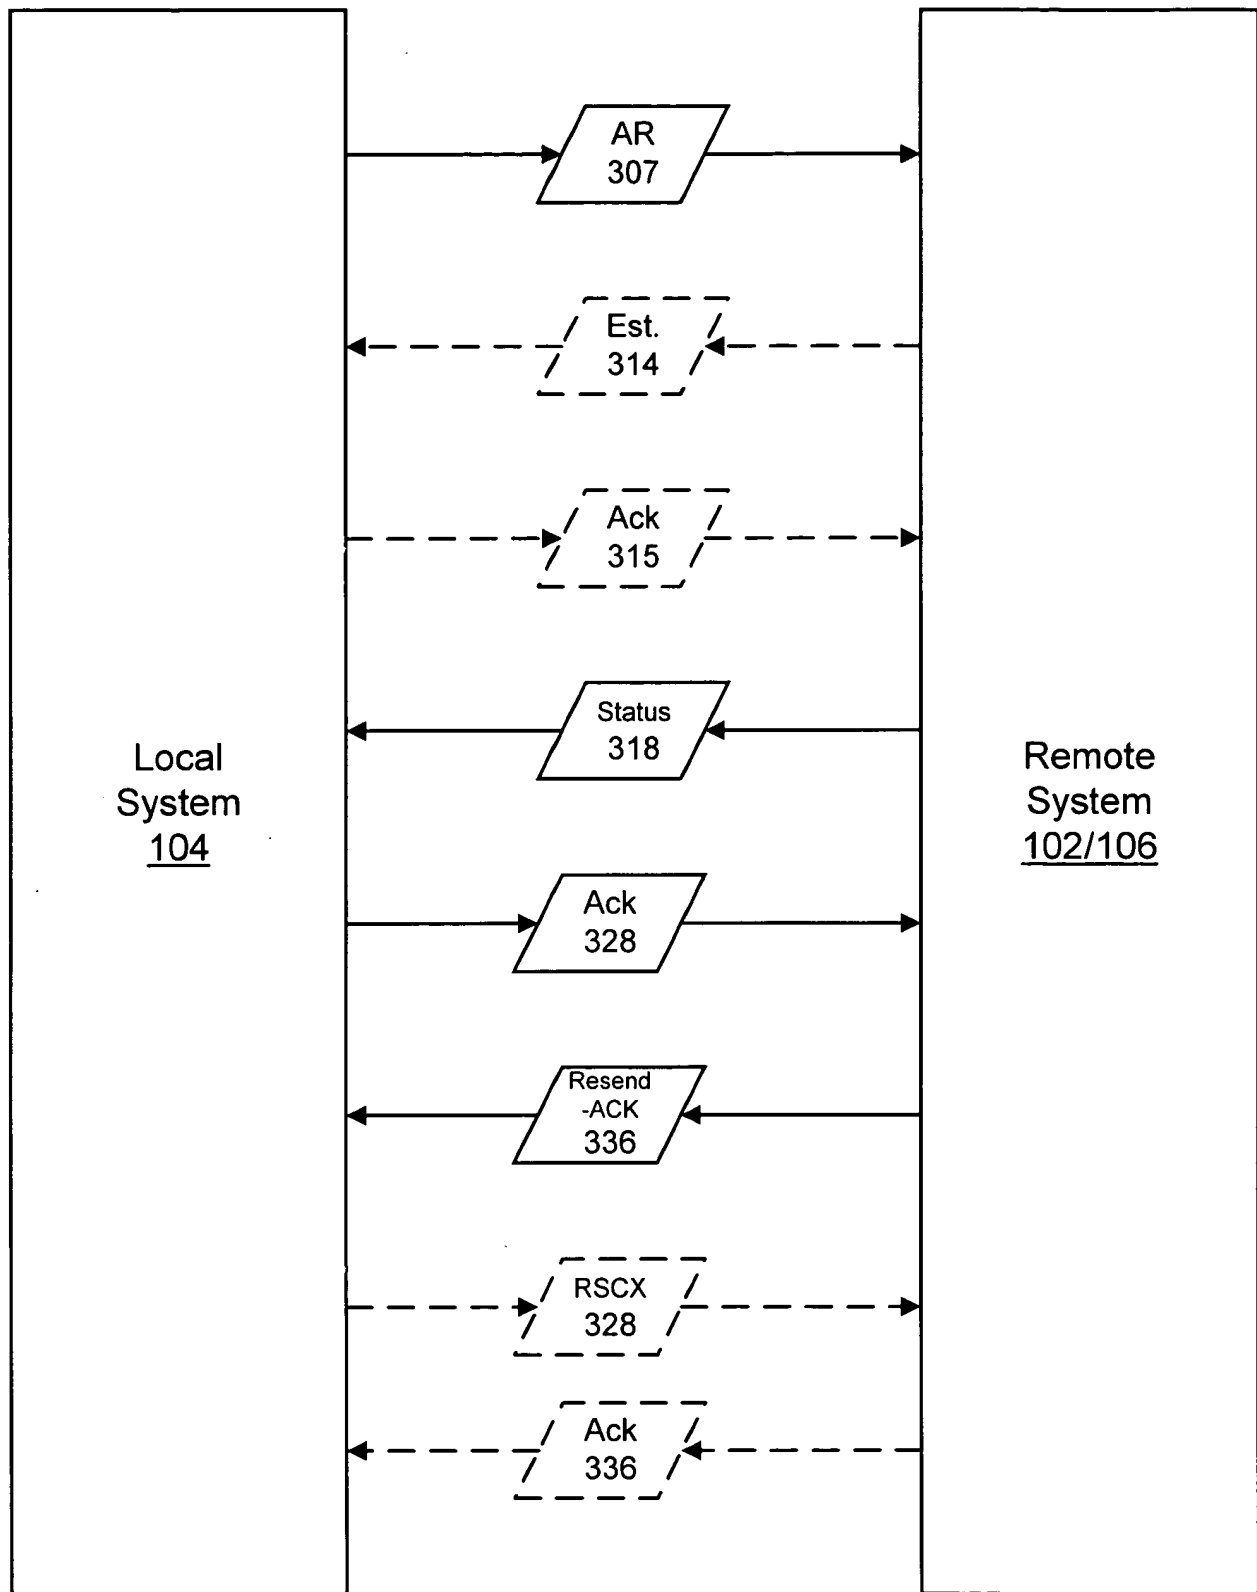 AR
307
Est.
314
Ack
315
Status
318
Local
System
104
Remote
System
102/106
Ack
328
Resend
-ACK
336
RSCX
328
Ack
336